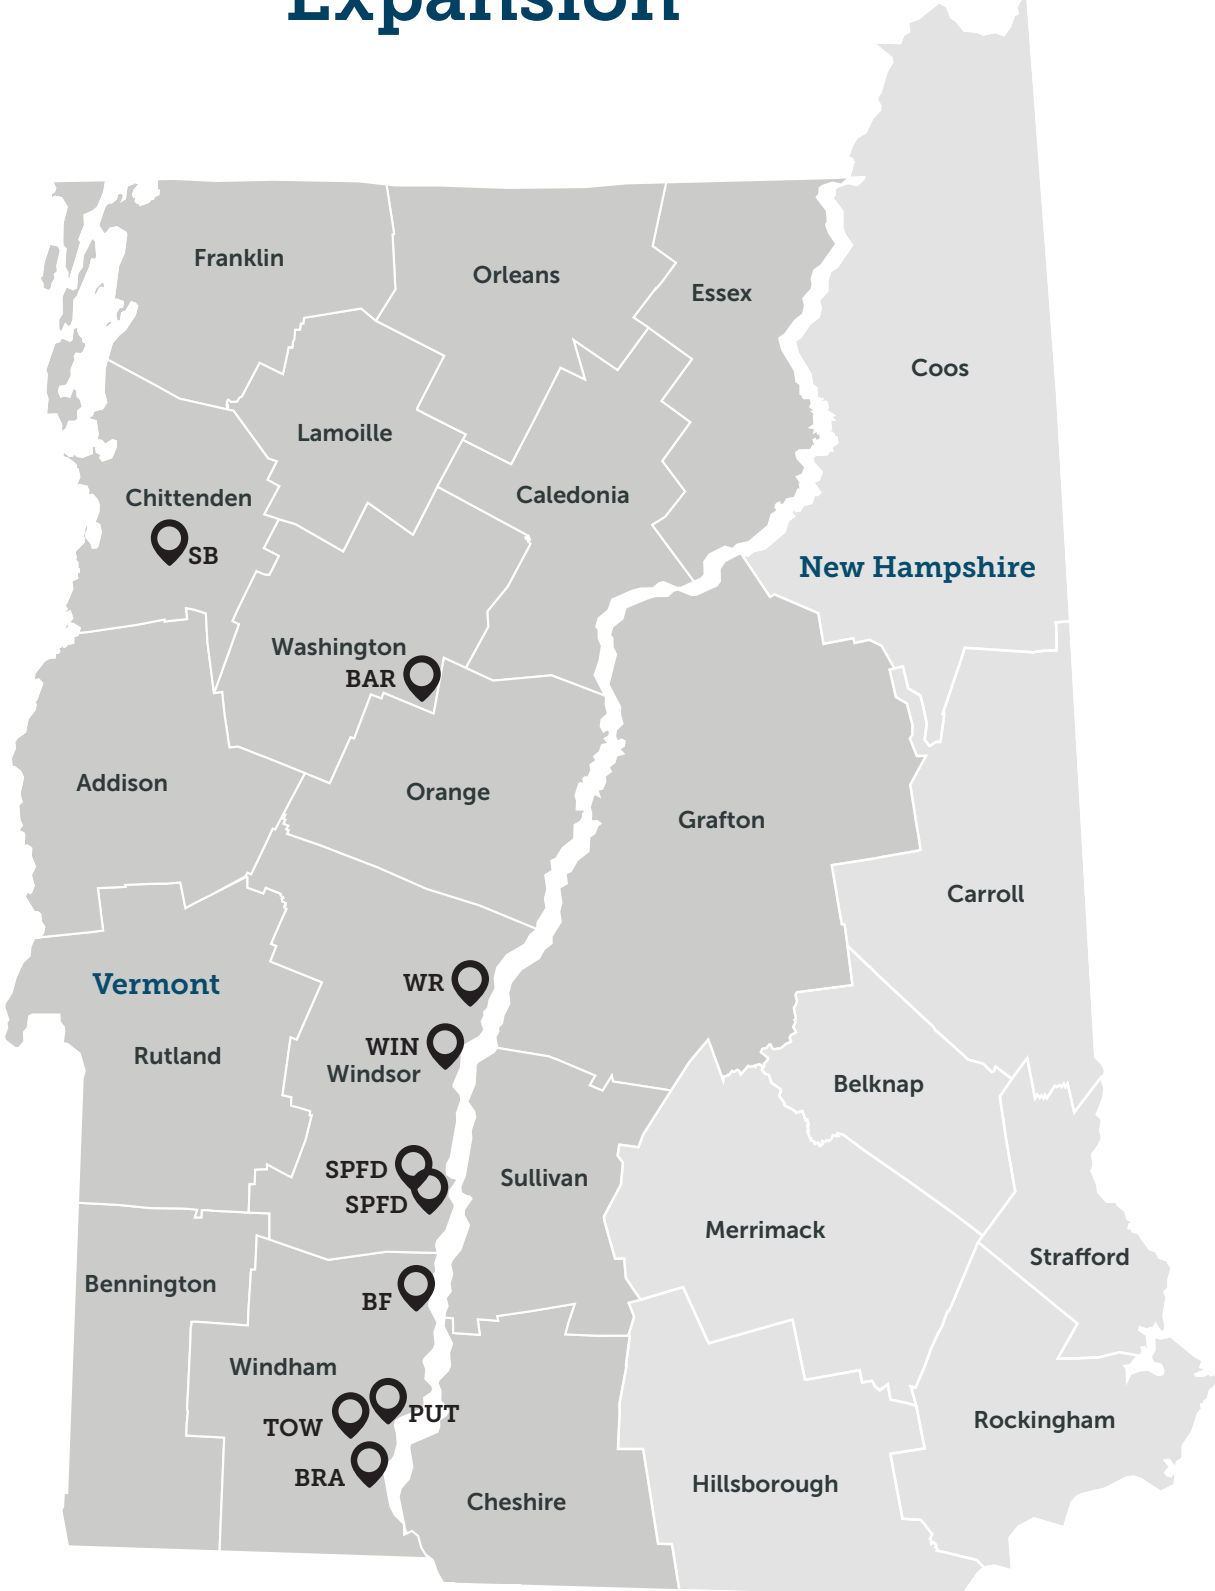 Expansion
Franklin
Orleans
Essex
Coos
Lamoille
Caledonia
Chittenden
SB
New Hampshire
Washington
BAR
Addison
Orange
Grafton
Carroll
Vermont
WR
WIN
Rutland
Windsor
Belknap
SPFD
Sullivan
SPFD
Merrimack
Strafford
Bennington
BF
Windham
PUT
TOW
Rockingham
BRA
Hillsborough
Cheshire